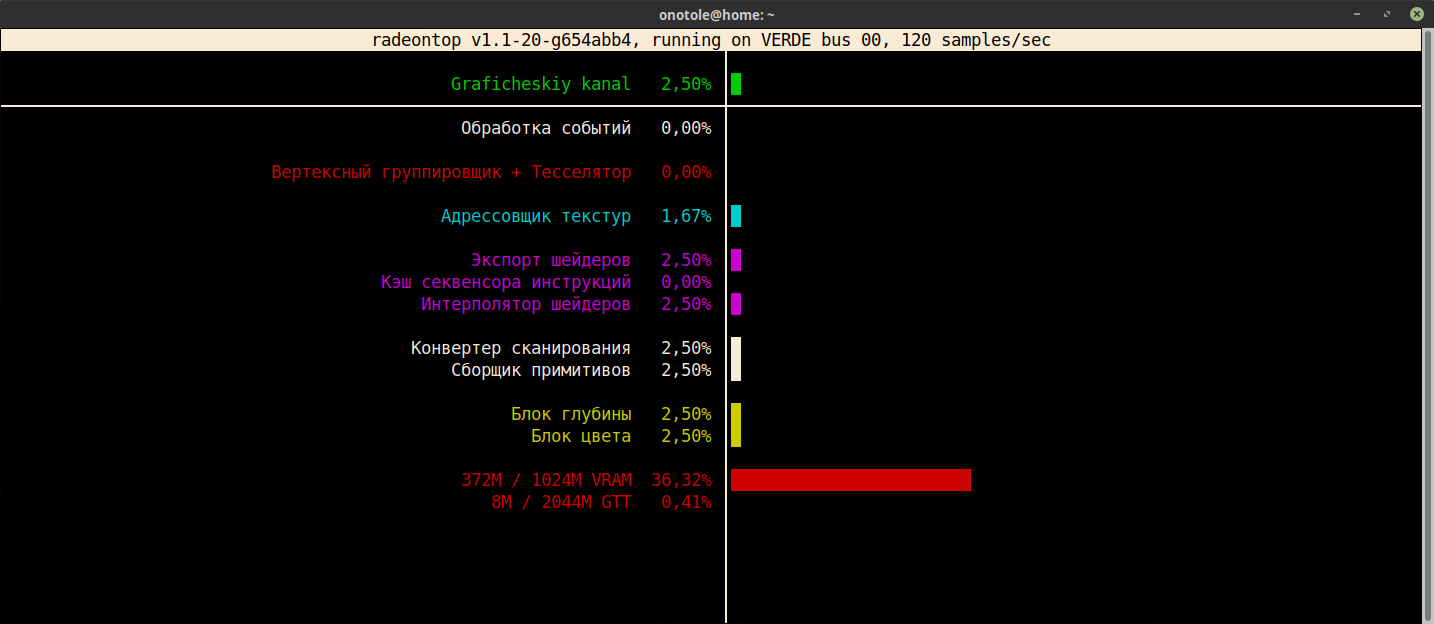 onotole@home: ~
radeontop v1.1-20-g654abb4, running on VERDE bus 00, 120 samples/sec
Graficheskiy kanal 2,50%
Обработка событий 0,00%
Вертексный группировщик + Тесселятор 0,00%
Адрессовщик текстур 1,67%
Экспорт шейдеров 2,50%
Кэш секвенсора инструкций 0,00%
Интерполятор шейдеров 2,50%
Конвертер сканирования 2,50%
Сборщик примитивов 2,50%
Блок глубины 2,50%
Блок цвета 2,50%
372M / 1024M VRAM 36,32%
8M / 2044M GTT 0,41%